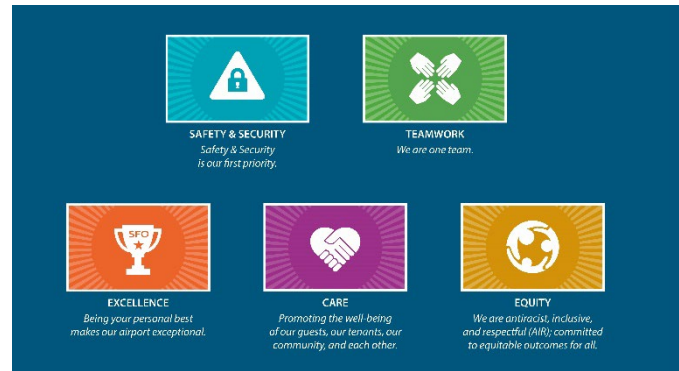 SAFETY & SECURITY
Safety & Security
is our first priority.
TEAMWORK
We are one team.
SFO
EXCELLENCE
Being your personal best
makes our airport exceptional.
CARE
Promoting the well-being
of our guests, our tenants, our
community, and each other.
EQUITY
We are antiracist, inclusive,
and respectful (AIR); committed
to equitable outcomes for all.